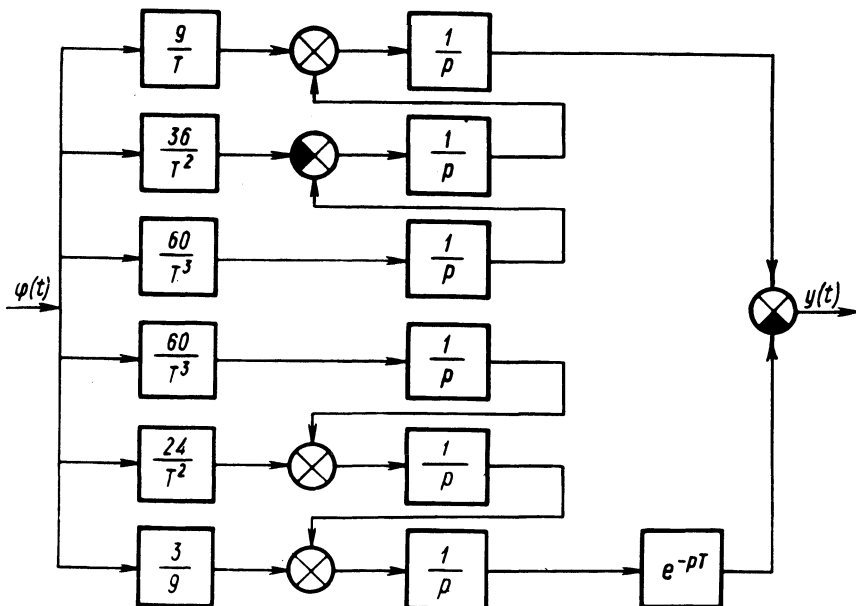 9/T
1/p
36/T²
1/p
60/T³
1/p
φ(t)
y(t)
60/T³
1/p
24/T²
1/p
3/9
1/p
e^-pT